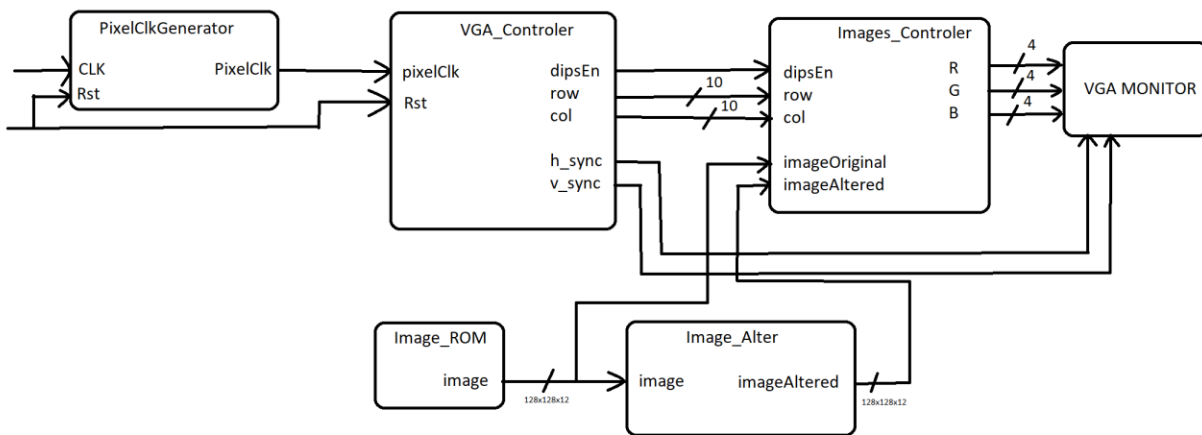 PixelClkGenerator
CLK
PixelClk
Rst
VGA_Controler
pixelClk
dipsEn
Rst
row
col
h_sync
v_sync
10
10
Images_Controler
dipsEn
R
row
G
col
B
imageOriginal
imageAltered
4
4
4
VGA MONITOR
Image_ROM
image
128x128x12
Image_Alter
image
imageAltered
128x128x12